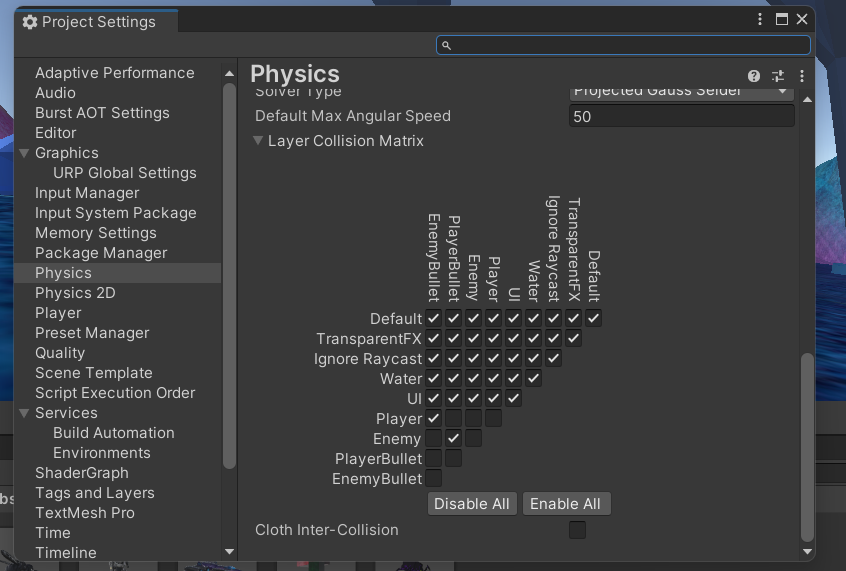 Project Settings
Adaptive Performance
Audio
Burst AOT Settings
Editor
Graphics
URP Global Settings
Input Manager
Input System Package
Memory Settings
Package Manager
Physics
Physics 2D
Player
Preset Manager
Quality
Scene Template
Script Execution Order
Services
Build Automation
Environments
ShaderGraph
Tags and Layers
TextMesh Pro
Time
Timeline
Physics
Solver Type
Projected Gauss Seidel
Default Max Angular Speed
50
Layer Collision Matrix
EnemyBullet
PlayerBullet
Enemy
Player
UI
Water
Ignore Raycast
TransparentFX
Default
Default
TransparentFX
Ignore Raycast
Water
UI
Player
Enemy
PlayerBullet
EnemyBullet
Disable All
Enable All
Cloth Inter-Collision